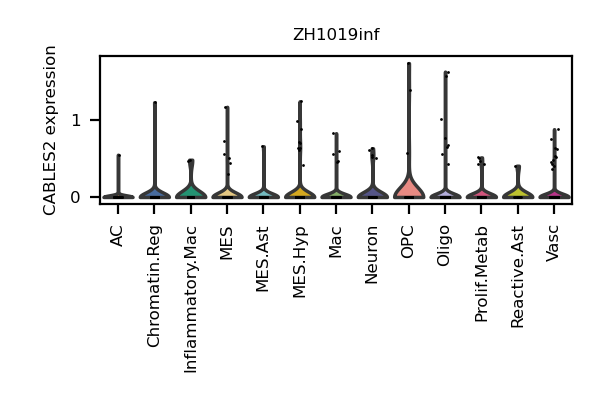 ZH1019inf
CABLES2 expression
1
0
AC
Chromatin.Reg
Inflammatory.Mac
MES
MES.Ast
MES.Hyp
Mac
Neuron
OPC
Oligo
Prolif.Metab
Reactive.Ast
Vasc